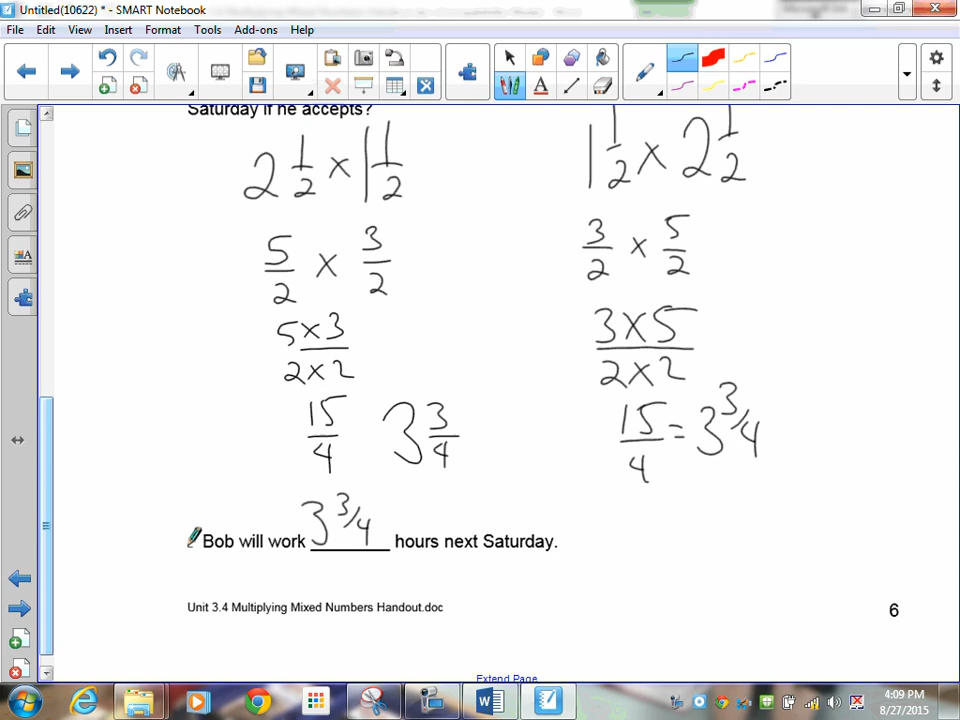 Untitled(10622) * - SMART Notebook
File Edit View Insert Format Tools Add-ons Help
Saturday if he accepts?
2 1/2 x 1 1/2
1 1/2 x 2 1/2
5/2 x 3/2
3/2 x 5/2
5 x 3
2 x 2
3 x 5
2 x 2
15/4 3 3/4
15/4 = 3 3/4
Bob will work 3 3/4 hours next Saturday.
Unit 3.4 Multiplying Mixed Numbers Handout.doc
6
Extend Page
4:09 PM
8/27/2015